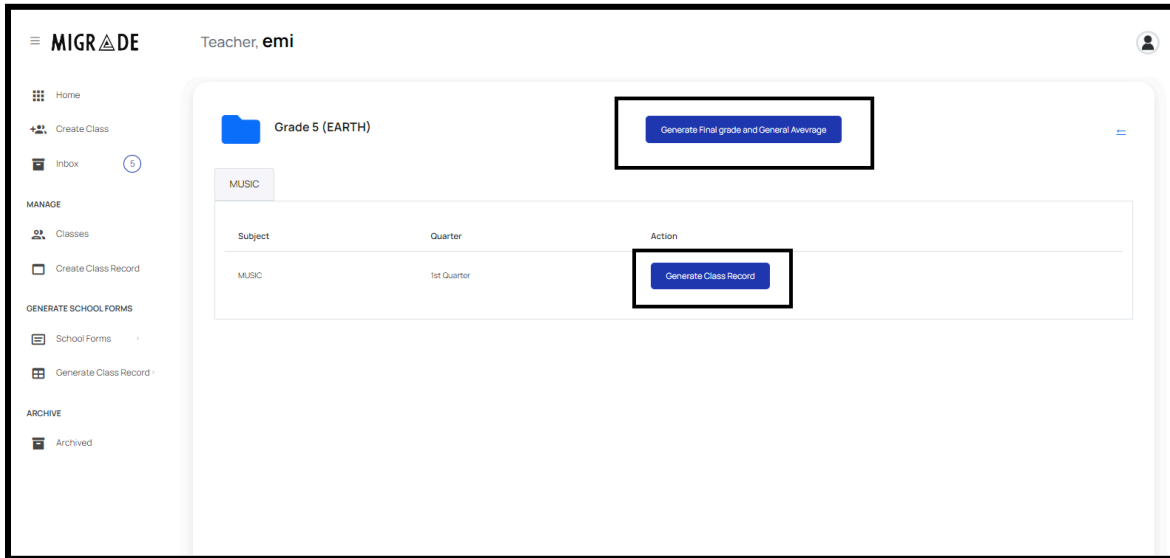 MIGRADE
Teacher, emi
Home
Create Class
Inbox 5
MANAGE
Classes
Create Class Record
GENERATE SCHOOL FORMS
School Forms
Generate Class Record
ARCHIVE
Archived
Grade 5 (EARTH)
Generate Final grade and General Avevrage
MUSIC
Subject Quarter Action
MUSIC 1st Quarter Generate Class Record